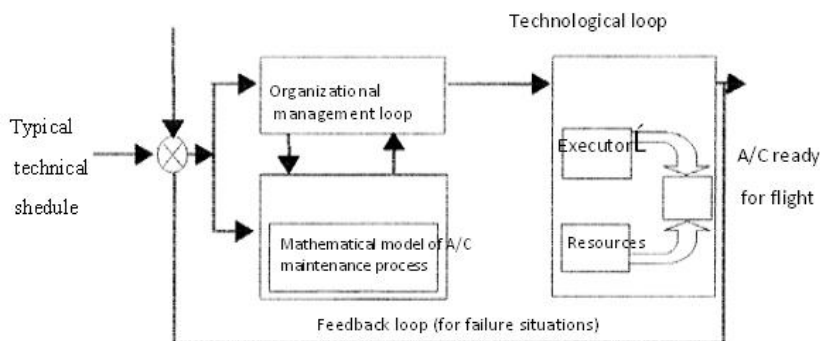 Technological loop
Organizational
management loop
Typical
technical
shedule
Executor
A/C ready
for flight
Resources
Mathematical model of A/C
maintenance process
Feedback loop (for failure situations)